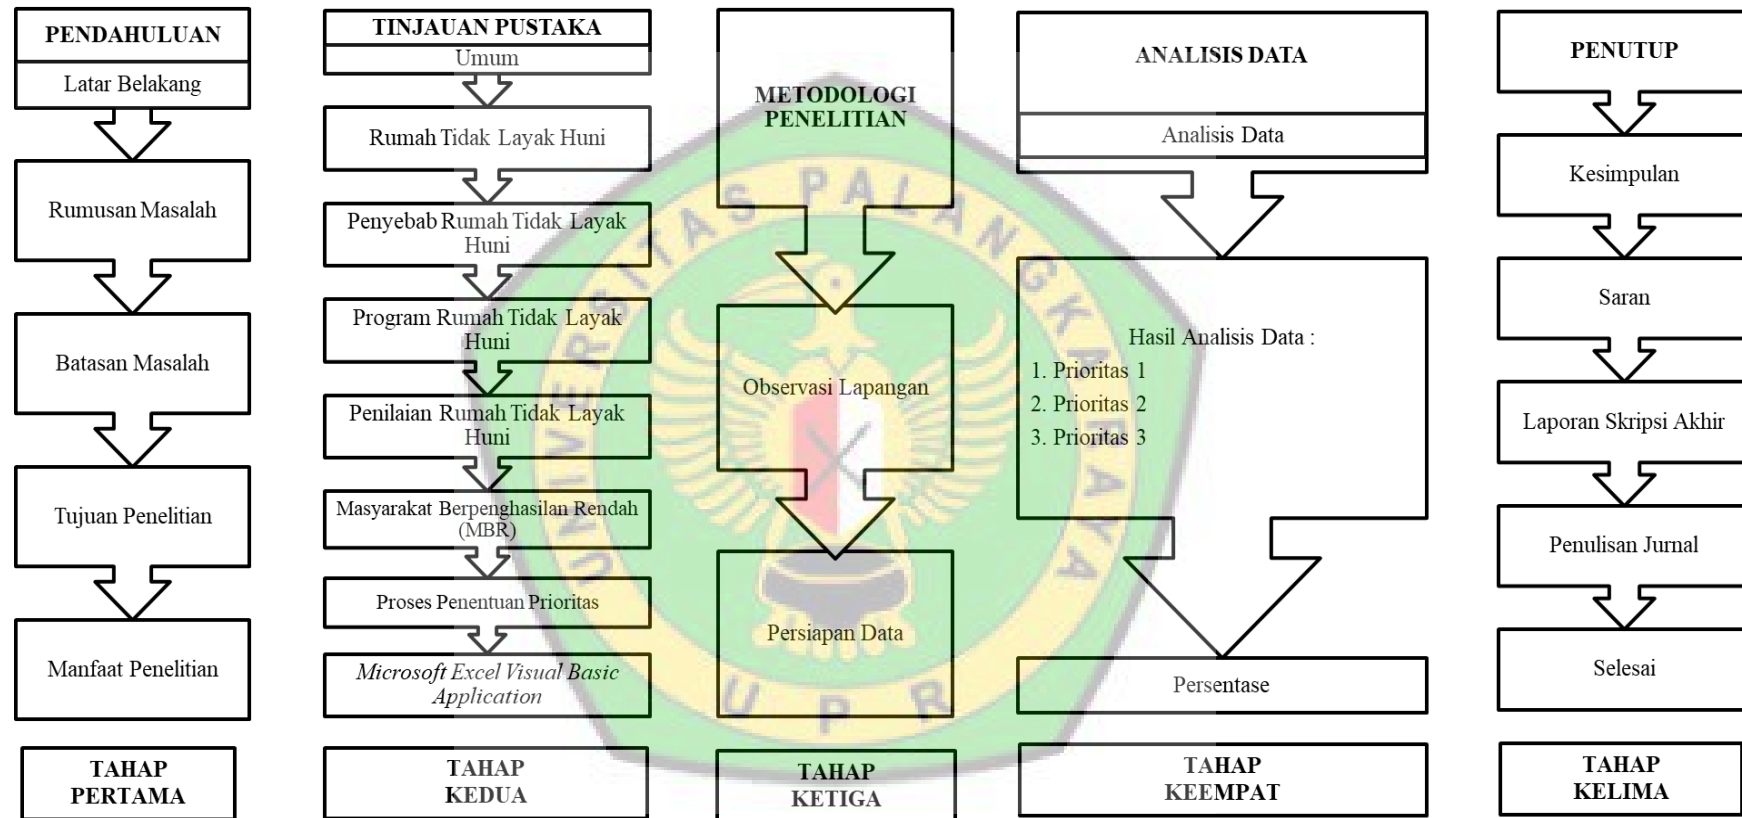 PENDAHULUAN
Latar Belakang
Rumusan Masalah
Batasan Masalah
Tujuan Penelitian
Manfaat Penelitian
TAHAP
PERTAMA
TINJAUAN PUSTAKA
Umum
Rumah Tidak Layak Huni
Penyebab Rumah Tidak Layak
Huni
Program Rumah Tidak Layak
Huni
Penilaian Rumah Tidak Layak
Huni
Masyarakat Berpenghasilan Rendah
(MBR)
Proses Penentuan Prioritas
Microsoft Excel Visual Basic
Application
TAHAP
KEDUA
METODOLOGI
PENELITIAN
Observasi Lapangan
Persiapan Data
TAHAP
KETIGA
ANALISIS DATA
Analisis Data
Hasil Analisis Data :
1. Prioritas 1
2. Prioritas 2
3. Prioritas 3
Persentase
TAHAP
KEEMPAT
PENUTUP
Kesimpulan
Saran
Laporan Skripsi Akhir
Penulisan Jurnal
Selesai
TAHAP
KELIMA
UNIVERSITAS PALANGKARAYA
UPR